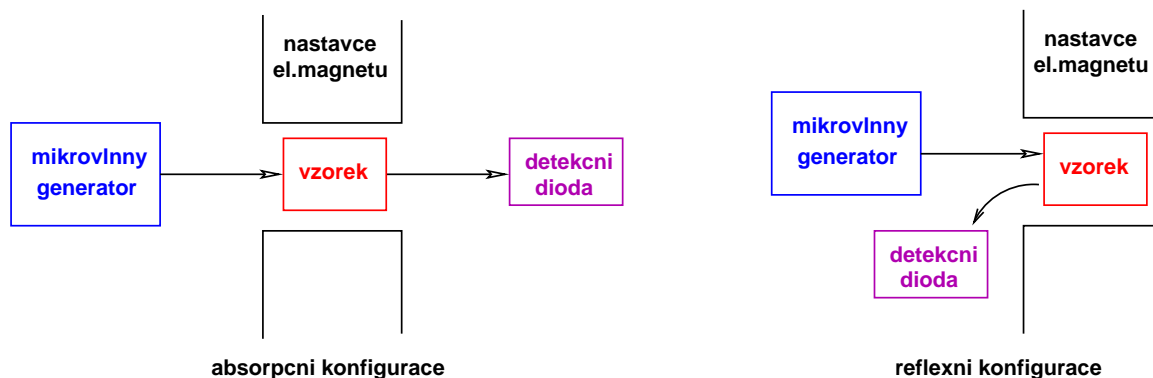 nastavce
el.magnetu
mikrovlnny
generator
vzorek
detekcni
dioda
absorpcni konfigurace
nastavce
el.magnetu
mikrovlnny
generator
vzorek
detekcni
dioda
reflexni konfigurace